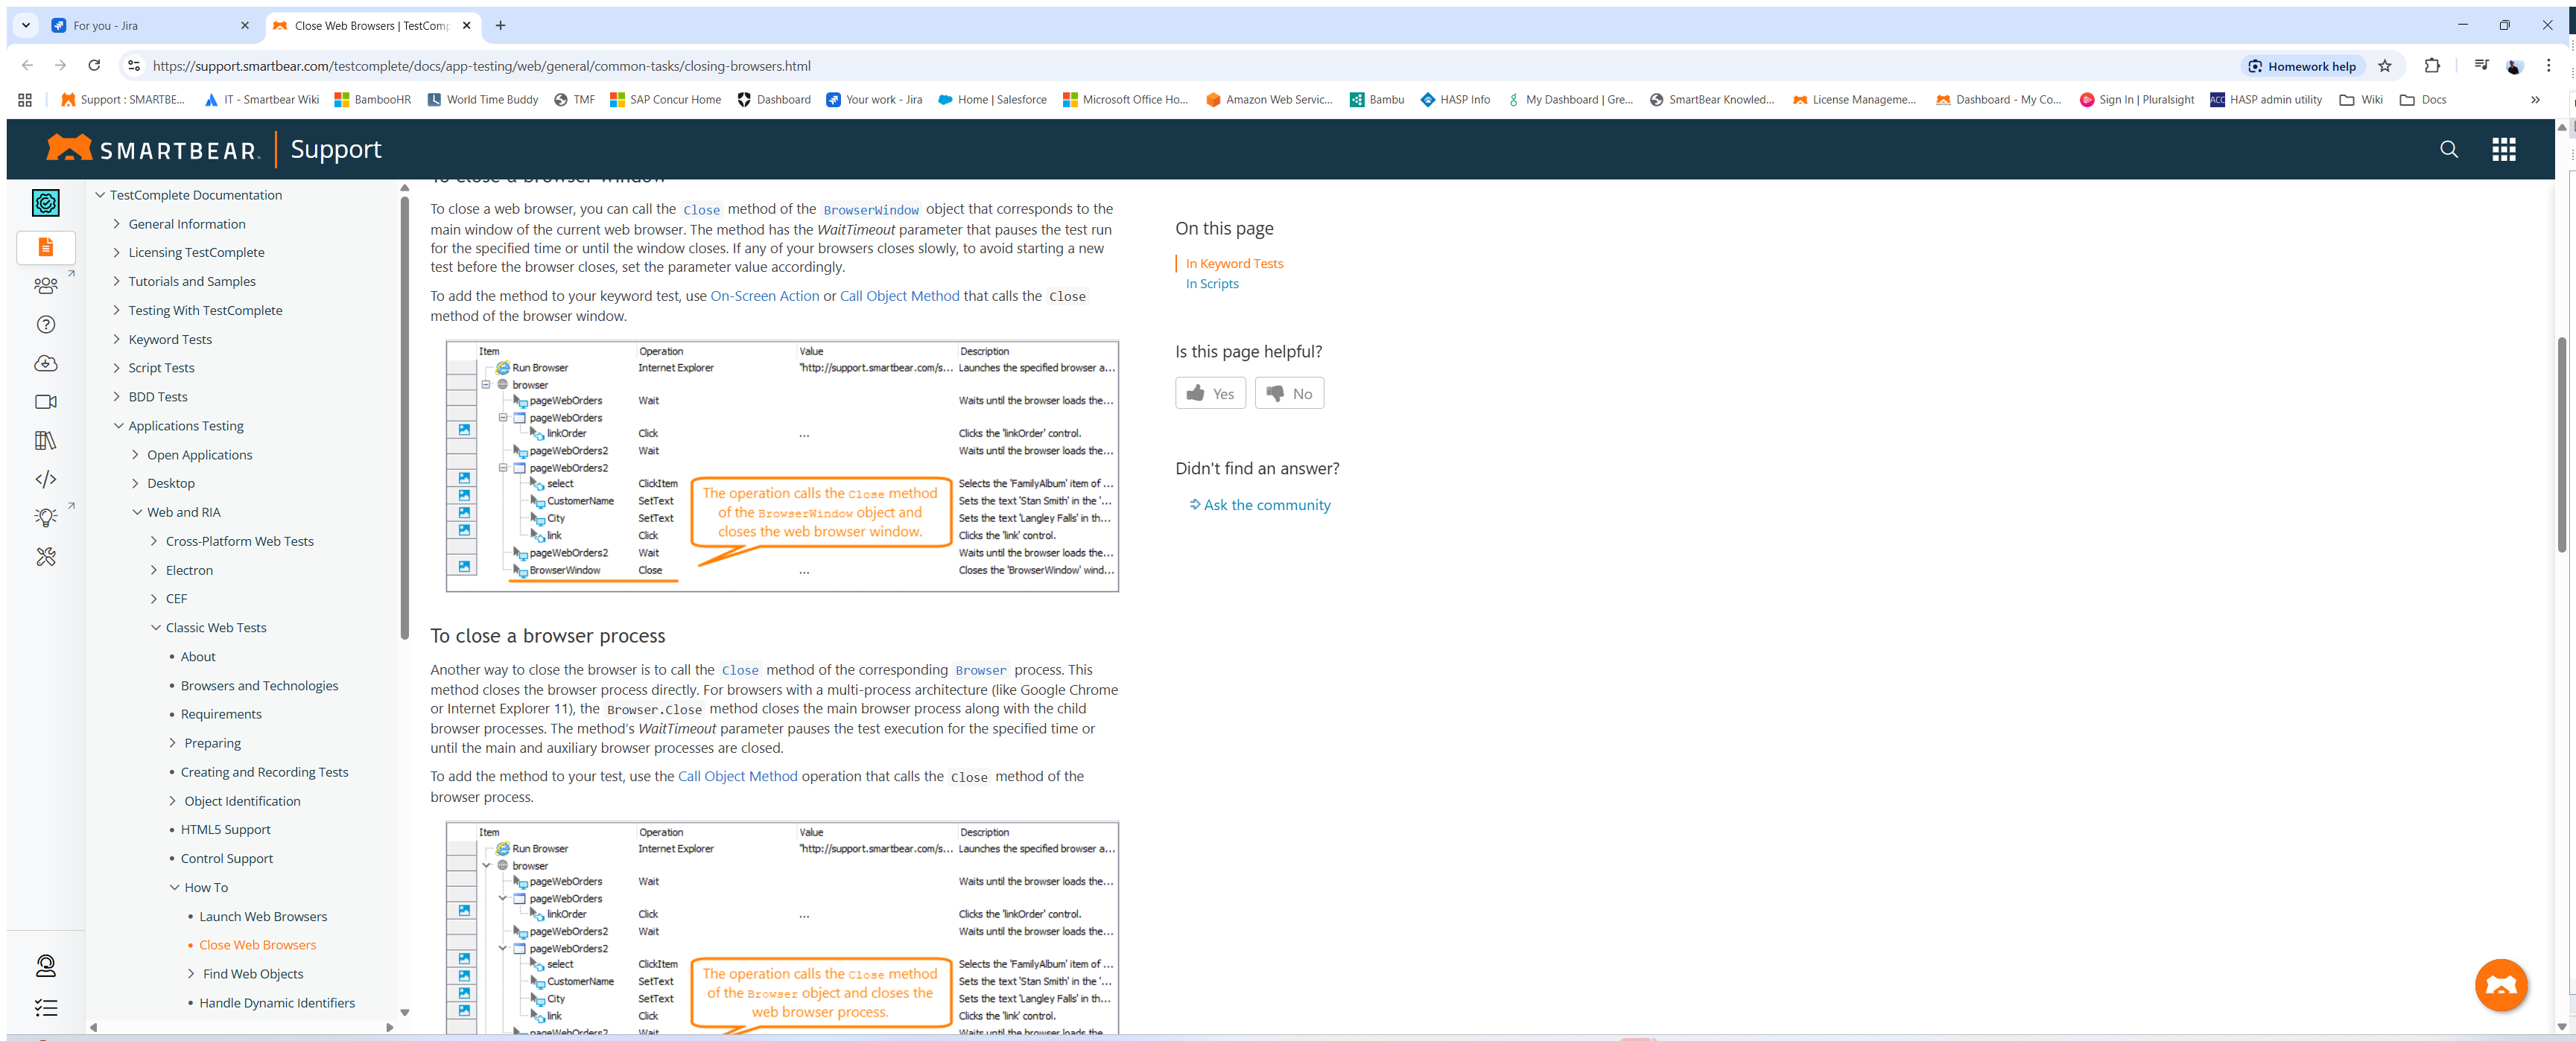 For you - Jira
Close Web Browsers | TestComp
https://support.smartbear.com/testcomplete/docs/app-testing/web/general/common-tasks/closing-browsers.html
Homework help
Support : SMARTBE...
IT - Smartbear Wiki
BambooHR
World Time Buddy
TMF
SAP Concur Home
Dashboard
Your work - Jira
Home | Salesforce
Microsoft Office Ho...
Amazon Web Servic...
Bambu
HASP Info
My Dashboard | Gre...
SmartBear Knowled...
License Manageme...
Dashboard - My Co...
Sign In | Pluralsight
ACC
HASP admin utility
Wiki
Docs
SMARTBEAR
Support
TestComplete Documentation
General Information
Licensing TestComplete
Tutorials and Samples
Testing With TestComplete
Keyword Tests
Script Tests
BDD Tests
Applications Testing
Open Applications
Desktop
Web and RIA
Cross-Platform Web Tests
Electron
CEF
Classic Web Tests
About
Browsers and Technologies
Requirements
Preparing
Creating and Recording Tests
Object Identification
HTML5 Support
Control Support
How To
Launch Web Browsers
Close Web Browsers
Find Web Objects
Handle Dynamic Identifiers
To close a browser window
To close a web browser, you can call the Close method of the BrowserWindow object that corresponds to the
main window of the current web browser. The method has the WaitTimeout parameter that pauses the test run
for the specified time or until the window closes. If any of your browsers closes slowly, to avoid starting a new
test before the browser closes, set the parameter value accordingly.
To add the method to your keyword test, use On-Screen Action or Call Object Method that calls the Close
method of the browser window.
Item Operation Value Description
Run Browser Internet Explorer "http://support.smartbear.com/s... Launches the specified browser a...
browser
pageWebOrders Wait Waits until the browser loads the...
pageWebOrders
linkOrder Click ... Clicks the 'linkOrder' control.
pageWebOrders2 Wait Waits until the browser loads the...
pageWebOrders2
select ClickItem Selects the 'FamilyAlbum' item of ...
CustomerName SetText Sets the text 'Stan Smith' in the '...
City SetText Sets the text 'Langley Falls' in th...
link Click Clicks the 'link' control.
pageWebOrders2 Wait Waits until the browser loads the...
BrowserWindow Close ... Closes the 'BrowserWindow' wind...
The operation calls the Close method
of the BrowserWindow object and
closes the web browser window.
To close a browser process
Another way to close the browser is to call the Close method of the corresponding Browser process. This
method closes the browser process directly. For browsers with a multi-process architecture (like Google Chrome
or Internet Explorer 11), the Browser.Close method closes the main browser process along with the child
browser processes. The method's WaitTimeout parameter pauses the test execution for the specified time or
until the main and auxiliary browser processes are closed.
To add the method to your test, use the Call Object Method operation that calls the Close method of the
browser process.
Item Operation Value Description
Run Browser Internet Explorer "http://support.smartbear.com/s... Launches the specified browser a...
browser
pageWebOrders Wait Waits until the browser loads the...
pageWebOrders
linkOrder Click ... Clicks the 'linkOrder' control.
pageWebOrders2 Wait Waits until the browser loads the...
pageWebOrders2
select ClickItem Selects the 'FamilyAlbum' item of ...
CustomerName SetText Sets the text 'Stan Smith' in the '...
City SetText Sets the text 'Langley Falls' in th...
link Click Clicks the 'link' control.
pageWebOrders2 Wait Waits until the browser loads the...
The operation calls the Close method
of the Browser object and closes the
web browser process.
On this page
In Keyword Tests
In Scripts
Is this page helpful?
Yes
No
Didn't find an answer?
Ask the community